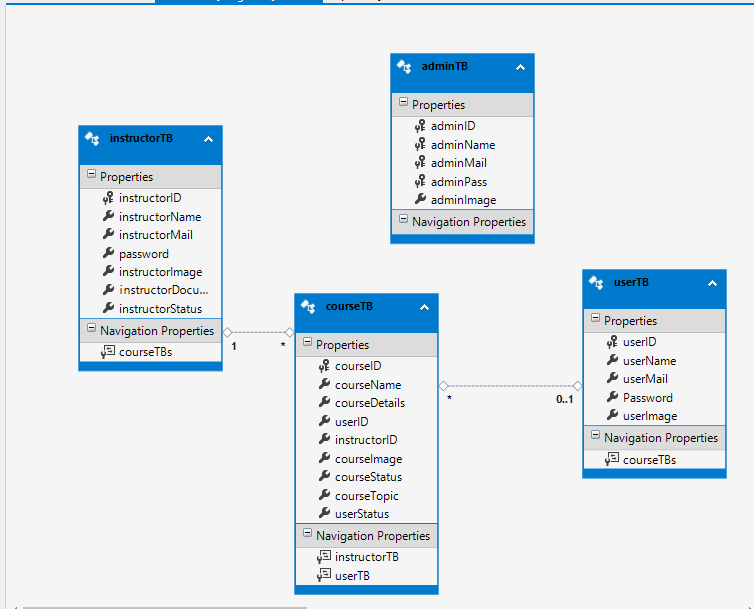 adminTB
Properties
adminID
adminName
adminMail
adminPass
adminImage
Navigation Properties
instructorTB
Properties
instructorID
instructorName
instructorMail
password
instructorImage
instructorDocu...
instructorStatus
Navigation Properties
courseTBs
1
*
courseTB
Properties
courseID
courseName
courseDetails
userID
instructorID
courseImage
courseStatus
courseTopic
userStatus
Navigation Properties
instructorTB
userTB
*
0..1
userTB
Properties
userID
userName
userMail
Password
userImage
Navigation Properties
courseTBs